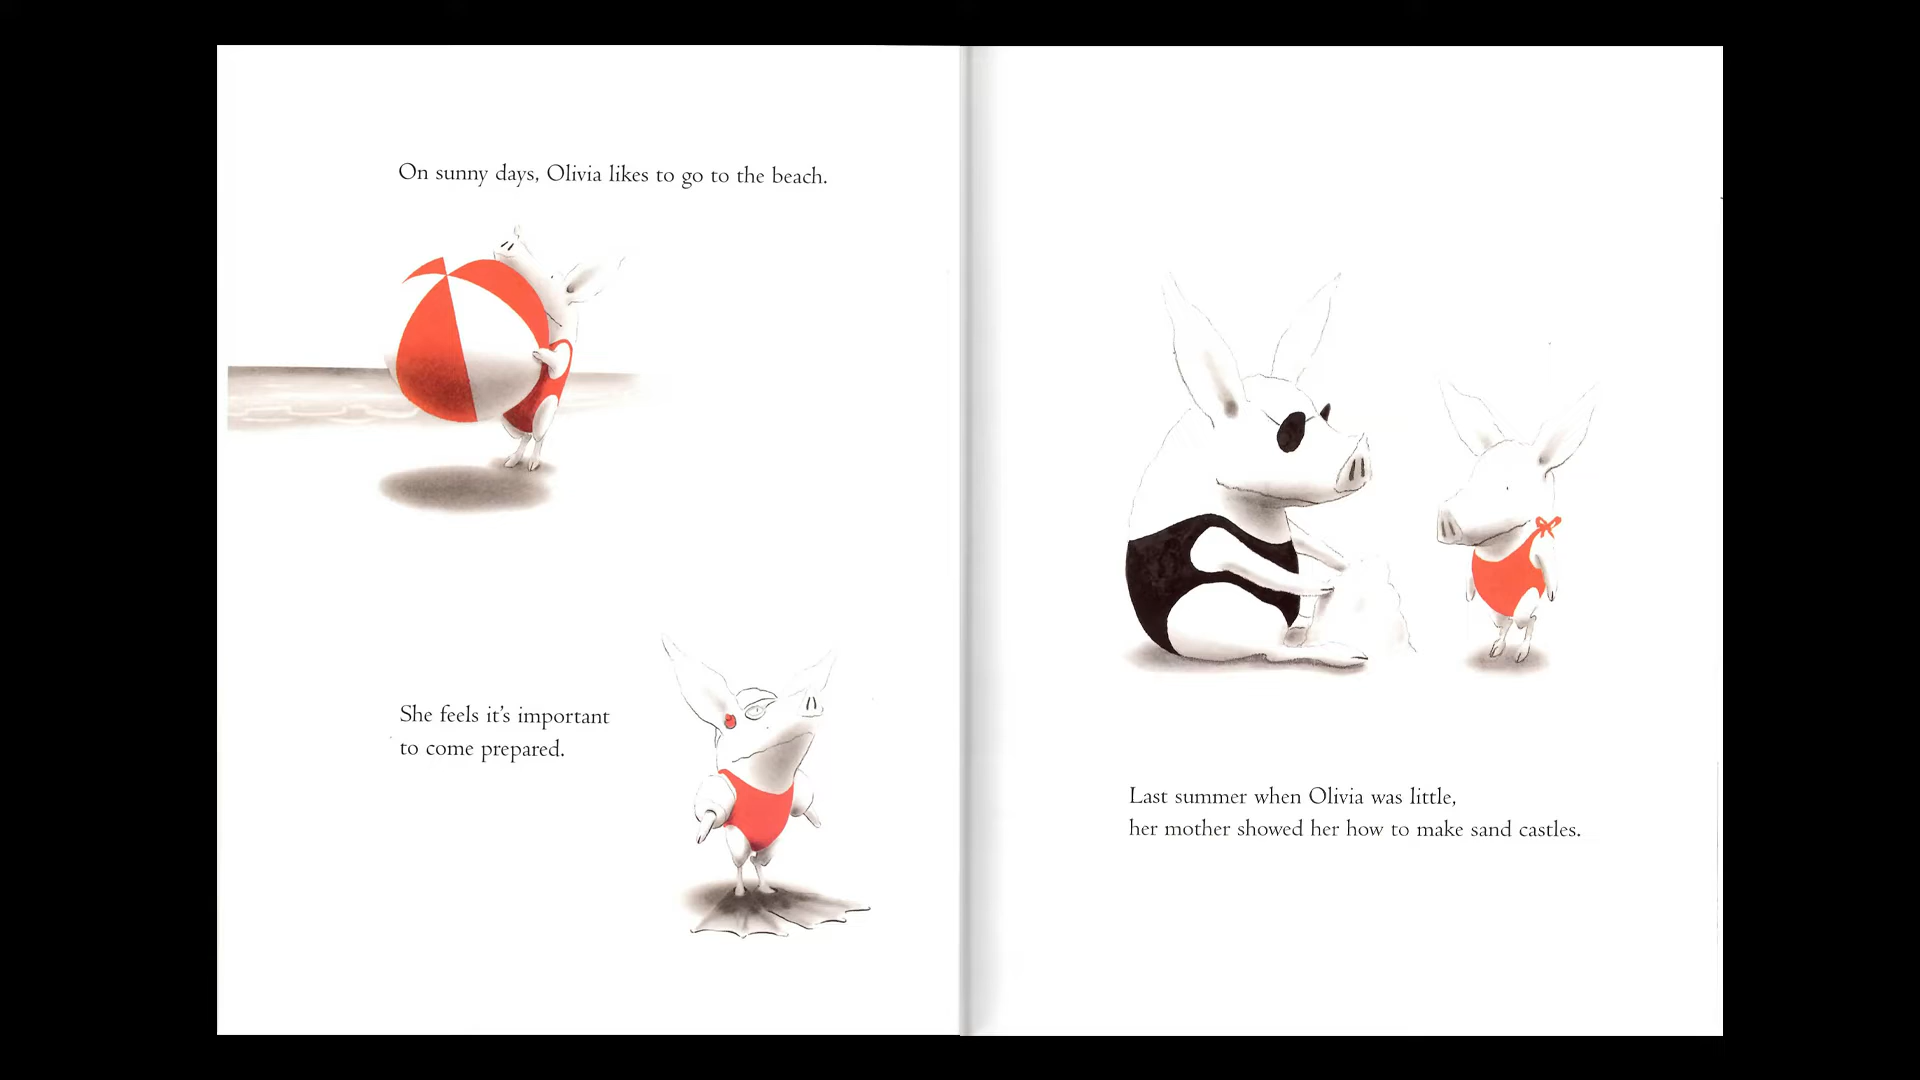 On sunny days, Olivia likes to go to the beach.
She feels it's important
to come prepared.
Last summer when Olivia was little,
her mother showed her how to make sand castles.